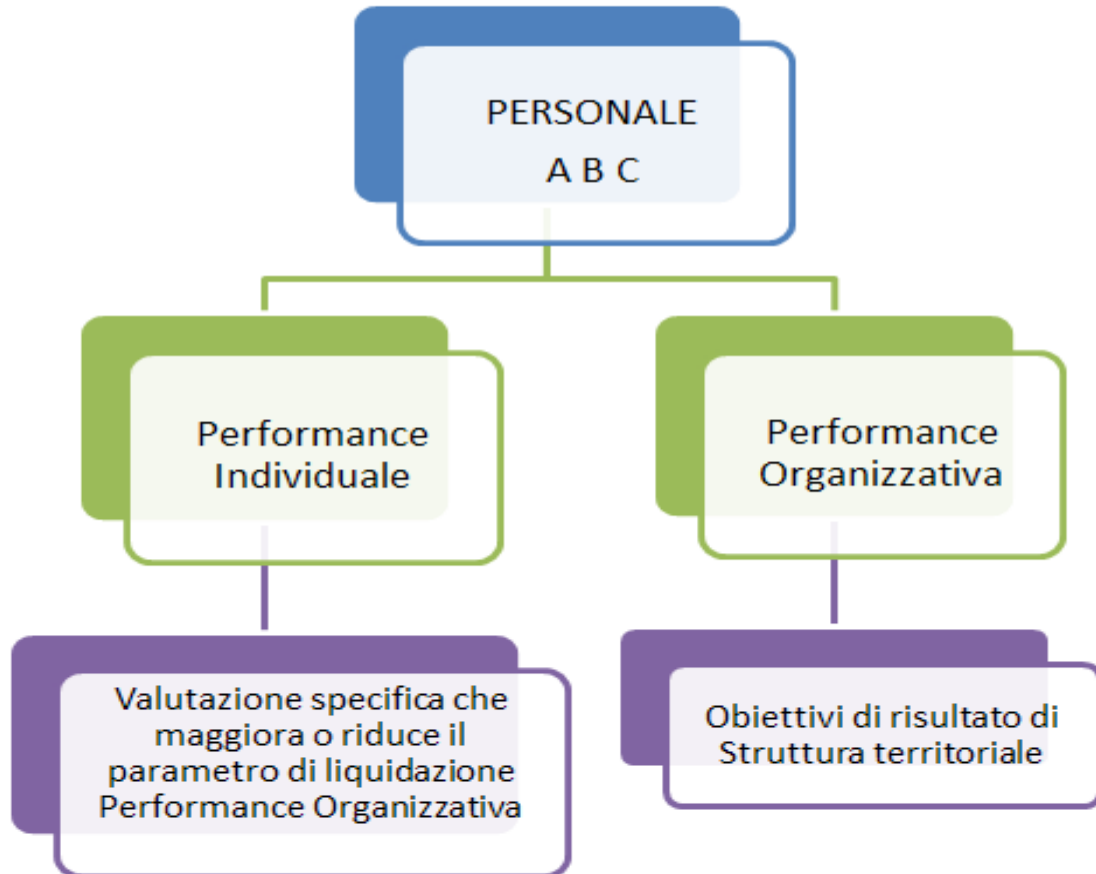 PERSONALE
A B C
Performance
Individuale
Performance
Organizzativa
Valutazione specifica che
maggiora o riduce il
parametro di liquidazione
Performance Organizzativa
Obiettivi di risultato di
Struttura territoriale